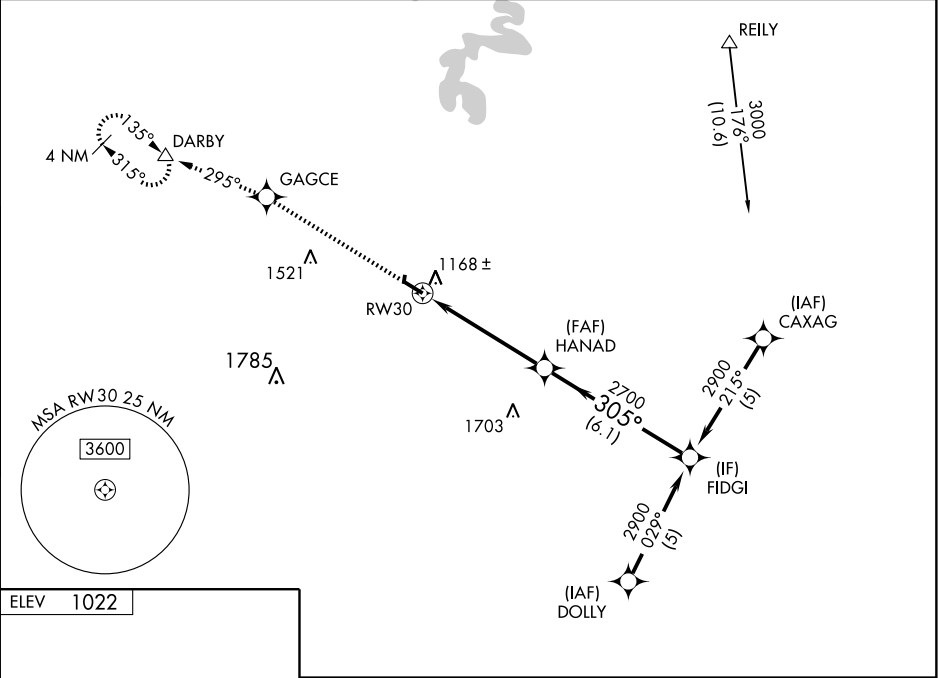 REILY
3000
176°
(10.6)
135°
DARBY
4 NM
315°
295°
GAGCE
1521
1168 ±
RW30
(IAF)
CAXAG
(FAF)
HANAD
1785
2900
215°
(5)
2700
305°
(6.1)
MSA RW30 25 NM
1703
3600
(IF)
FIDGI
2900
029°
(5)
(IAF)
DOLLY
ELEV 1022